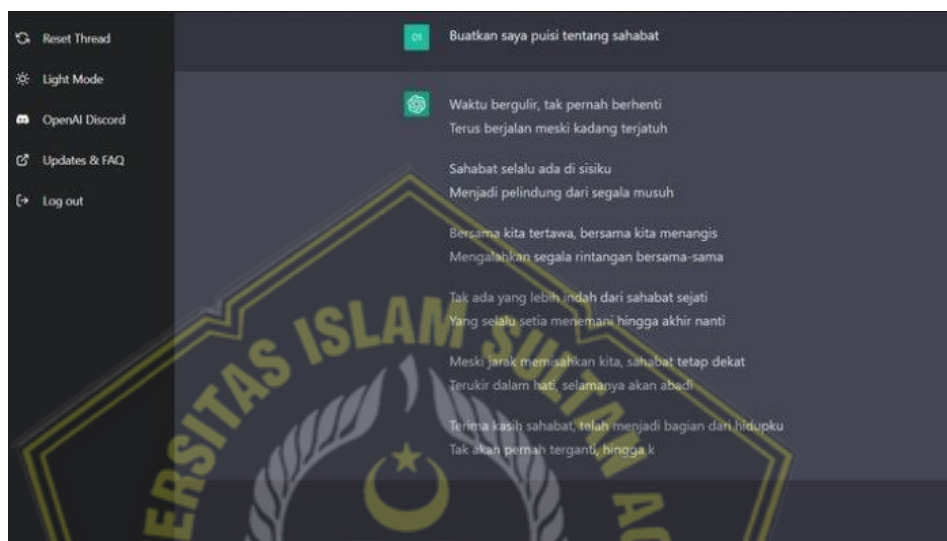 Reset Thread
Light Mode
OpenAI Discord
Updates & FAQ
Log out
01
Buatkan saya puisi tentang sahabat
Waktu bergulir, tak pernah berhenti
Terus berjalan meski kadang terjatuh
Sahabat selalu ada di sisiku
Menjadi pelindung dari segala musuh
Bersama kita tertawa, bersama kita menangis
Mengalahkan segala rintangan bersama-sama
Tak ada yang lebih indah dari sahabat sejati
Yang selalu setia menemani hingga akhir nanti
Meski jarak memisahkan kita, sahabat tetap dekat
Terukir dalam hati, selamanya akan abadi
Terima kasih sahabat, telah menjadi bagian dari hidupku
Tak akan pernah terganti, hingga k
ERSITAS ISLAM SULTAN AG